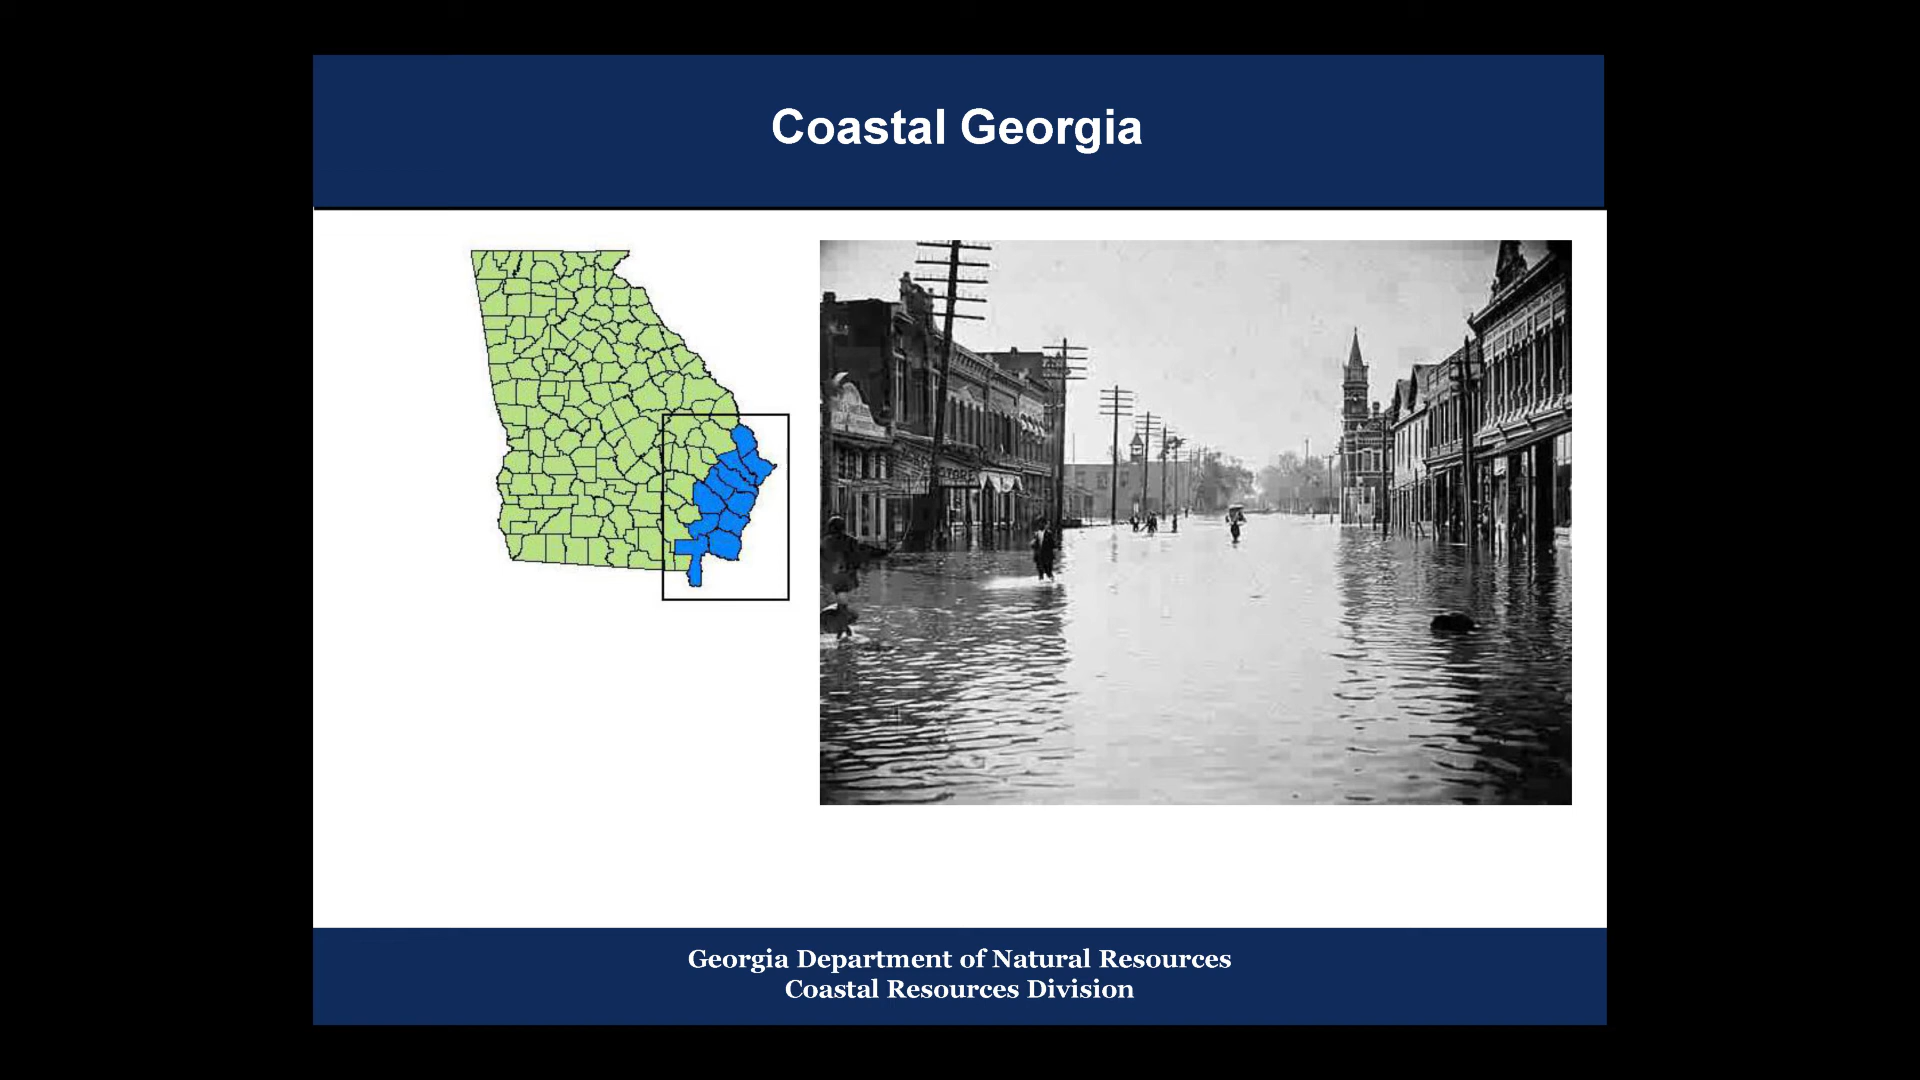 Coastal Georgia
Georgia Department of Natural Resources
Coastal Resources Division